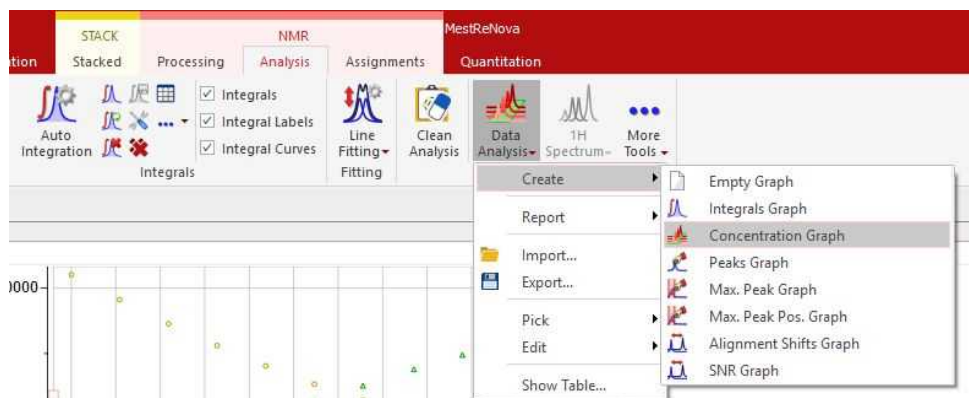 MestReNova
STACK
NMR
Stacked
Processing
Analysis
Assignments
Quantitation
Auto
Integration
Integrals
Integral Labels
Integral Curves
Integrals
Line
Fitting
Fitting
Clean
Analysis
Data
Analysis
1H
Spectrum
More
Tools
Create
Report
Import...
Export...
Pick
Edit
Show Table...
Empty Graph
Integrals Graph
Concentration Graph
Peaks Graph
Max. Peak Graph
Max. Peak Pos. Graph
Alignment Shifts Graph
SNR Graph